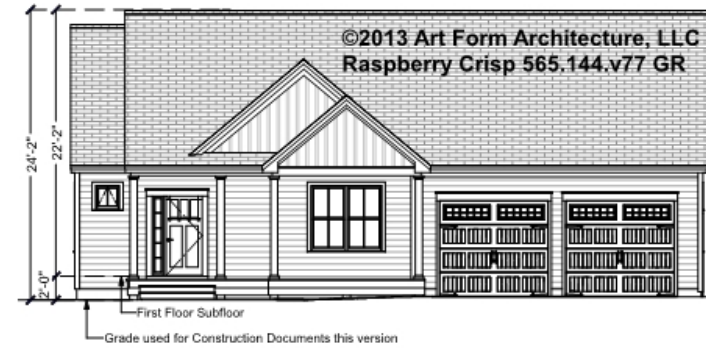 ©2013 Art Form Architecture, LLC
Raspberry Crisp 565.144.v77 GR
24'-2"
22'-2"
2'-0"
First Floor Subfloor
Grade used for Construction Documents this version